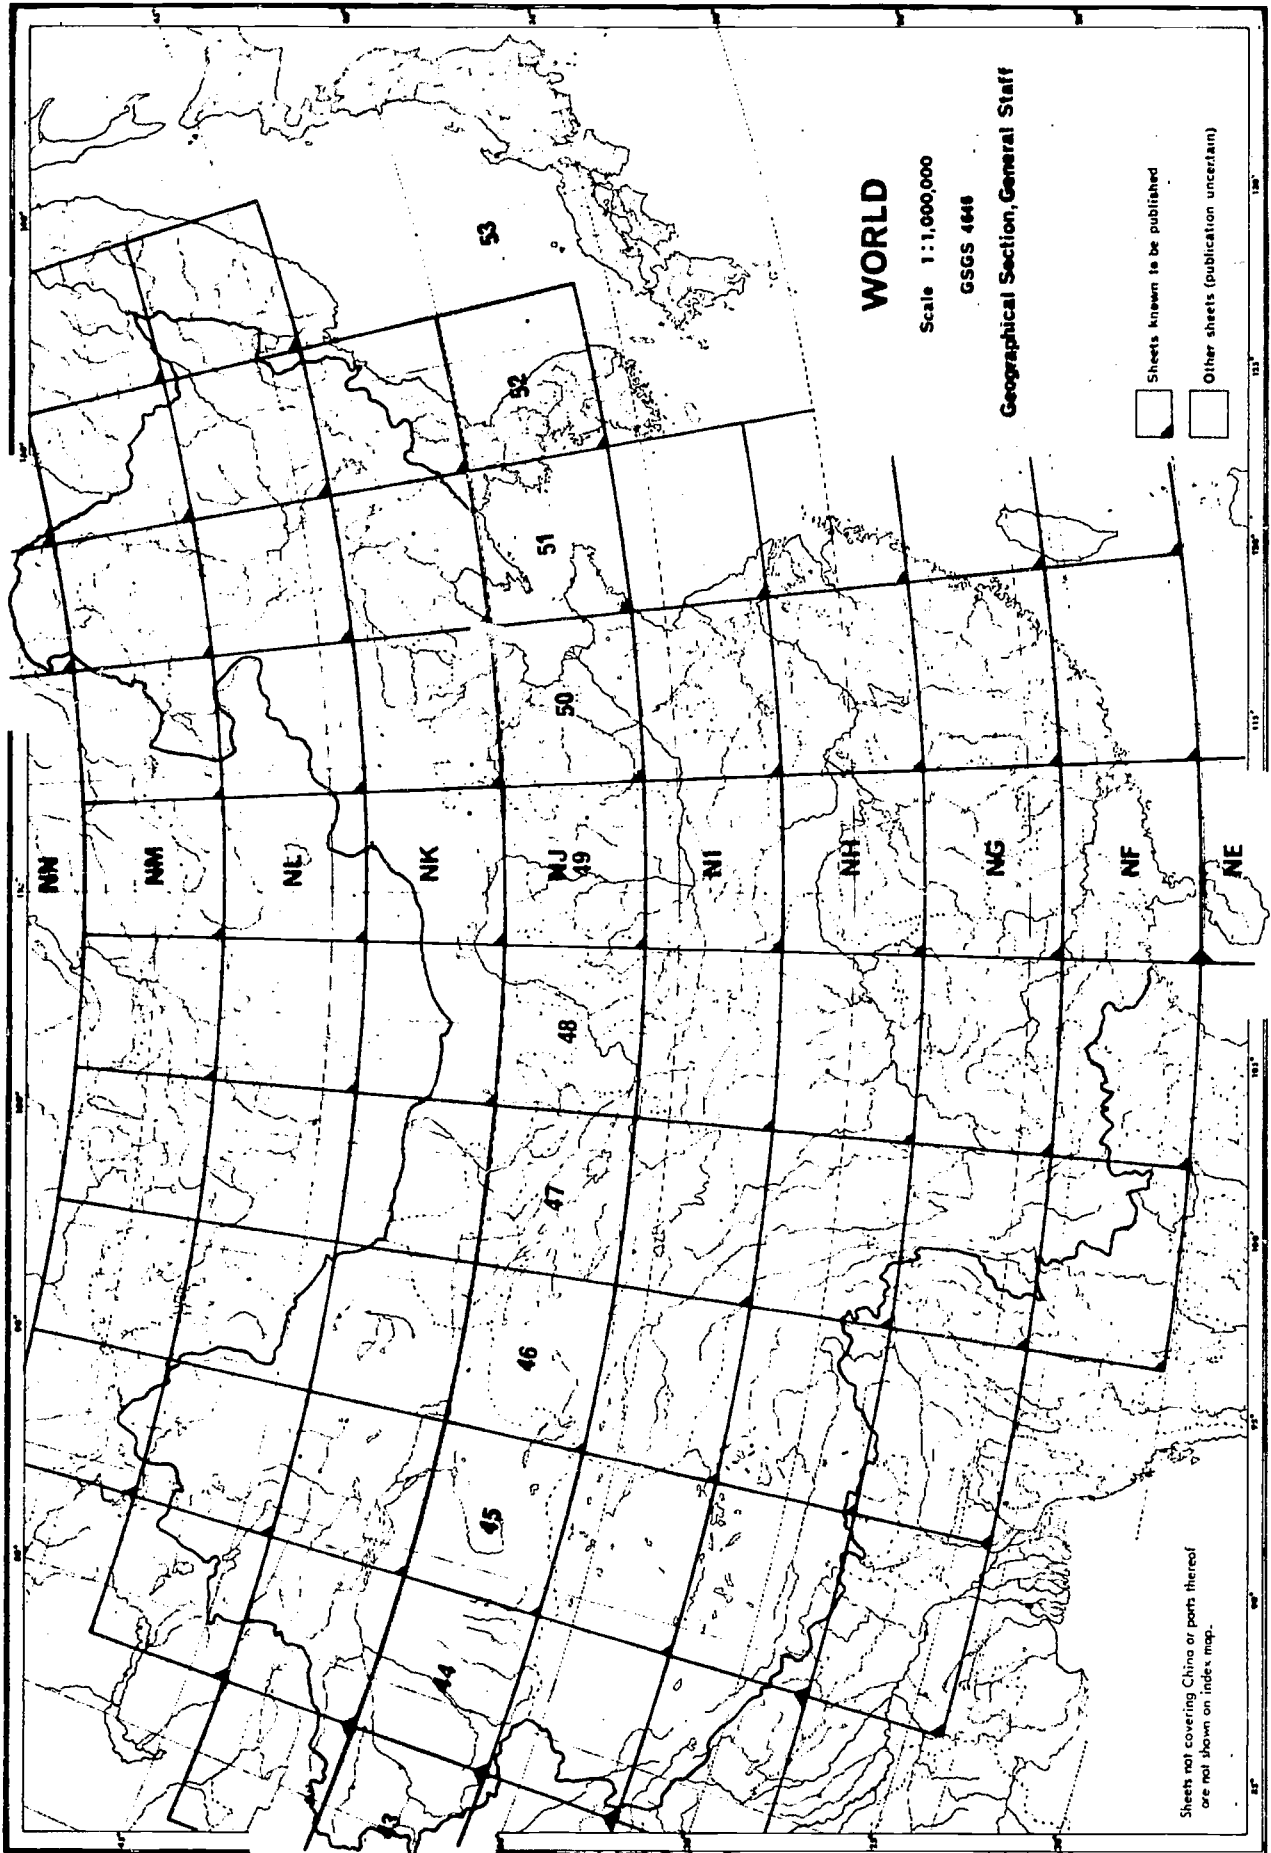 WORLD
Scale 1:1,000,000
GSGS 4646
Geographical Section, General Staff
Sheets known to be published
Other sheets (publication uncertain)
NN
NM
NL
NK
NJ
NI
NH
NG
NF
NE
43
44
45
46
47
48
49
50
51
52
53
Sheets not covering China or parts thereof
are not shown on index map.